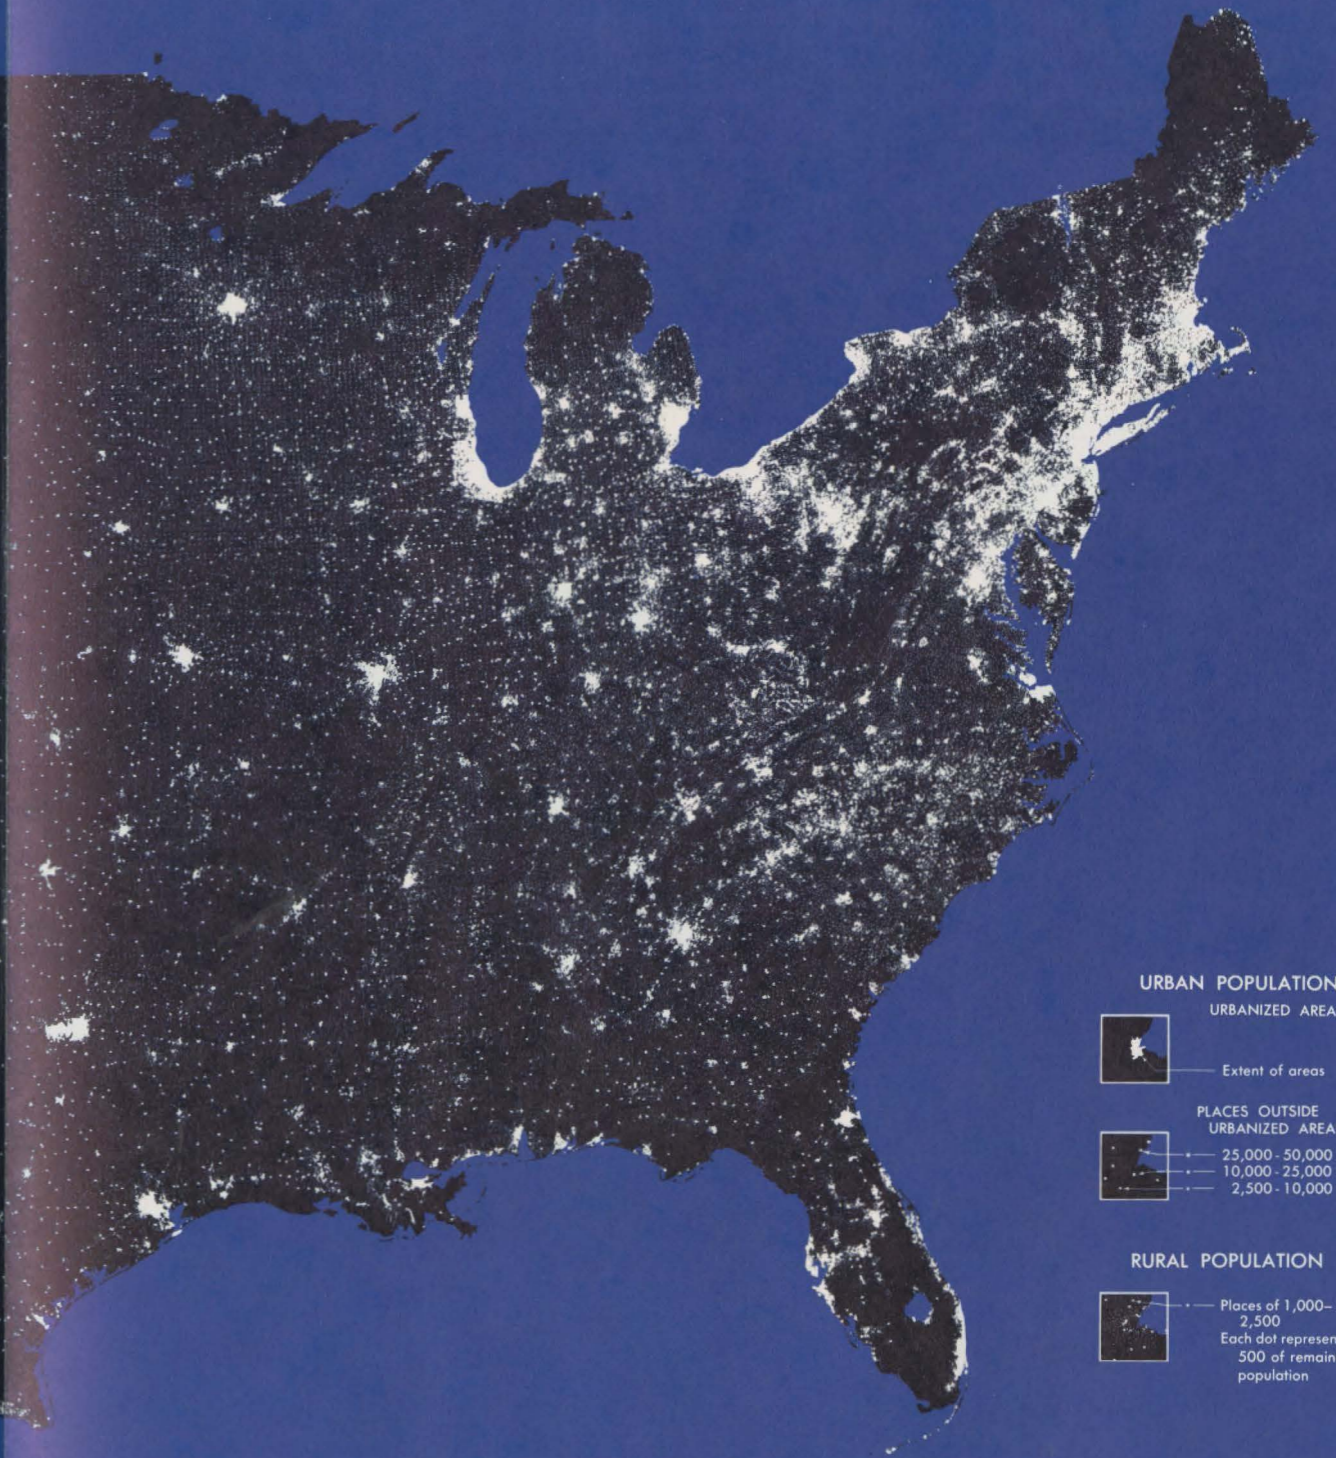 URBAN POPULATION
URBANIZED AREA
Extent of areas
PLACES OUTSIDE
URBANIZED AREA
25,000 - 50,000
10,000 - 25,000
2,500 - 10,000
RURAL POPULATION
Places of 1,000–
2,500
Each dot represen
500 of remain
population